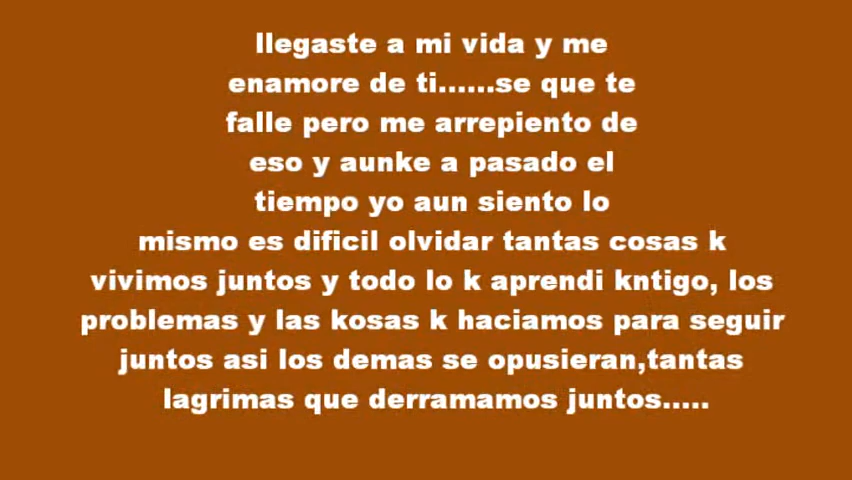 llegaste a mi vida y me
enamore de ti......se que te
falle pero me arrepiento de
eso y aunke a pasado el
tiempo yo aun siento lo
mismo es dificil olvidar tantas cosas k
vivimos juntos y todo lo k aprendi kntigo, los
problemas y las kosas k haciamos para seguir
juntos asi los demas se opusieran,tantas
lagrimas que derramamos juntos.....